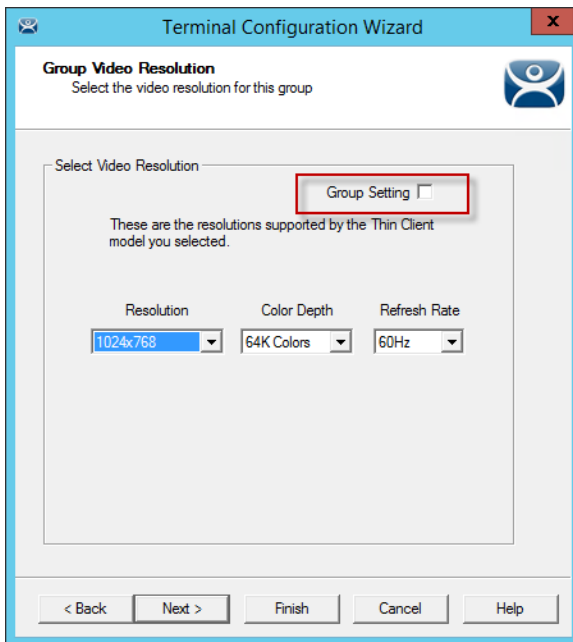 Terminal Configuration Wizard
x
Group Video Resolution
Select the video resolution for this group
Select Video Resolution
Group Setting
These are the resolutions supported by the Thin Client
model you selected.
Resolution Color Depth Refresh Rate
1024x768 64K Colors 60Hz
< Back Next > Finish Cancel Help